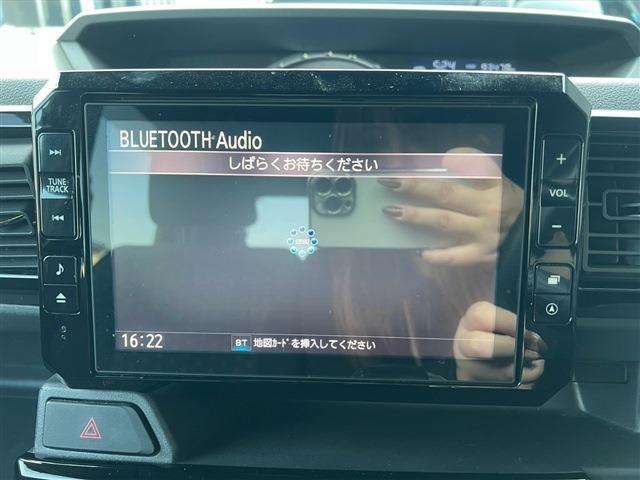 BLUETOOTH Audio
しばらくお待ちください
TUNE·
TRACK
VOL
16:22
BT 地図ｶｰﾄﾞを挿入してください